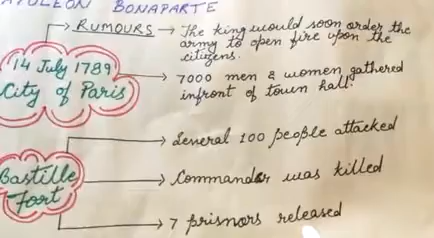 APOLEON BONAPARTE
RUMOURS → The king would soon order the
army to open fire upon the
citizens.
14 July 1789
City of Paris
7000 men & women gathered
infront of town hall.
Several 100 people attacked
Bastille
Fort
Commander was killed
7 prisnors released